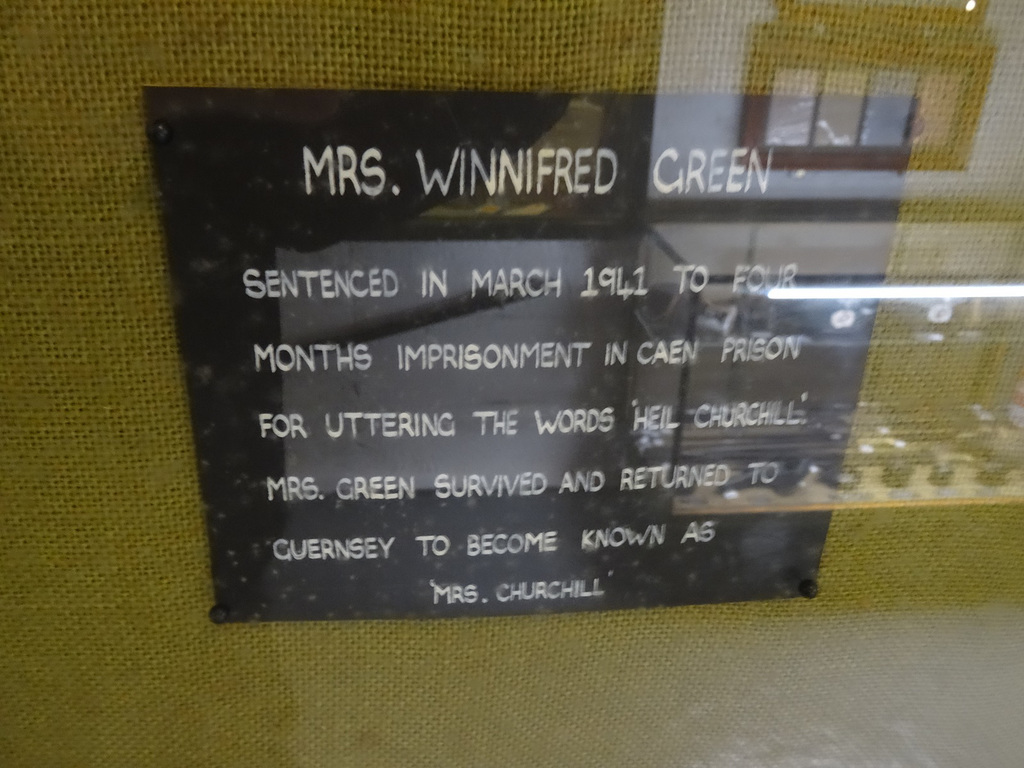 MRS. WINNIFRED GREEN
SENTENCED IN MARCH 1941 TO FOUR
MONTHS IMPRISONMENT IN CAEN PRISON
FOR UTTERING THE WORDS 'HEIL CHURCHILL.'
MRS. GREEN SURVIVED AND RETURNED TO
GUERNSEY TO BECOME KNOWN AS
'MRS. CHURCHILL'